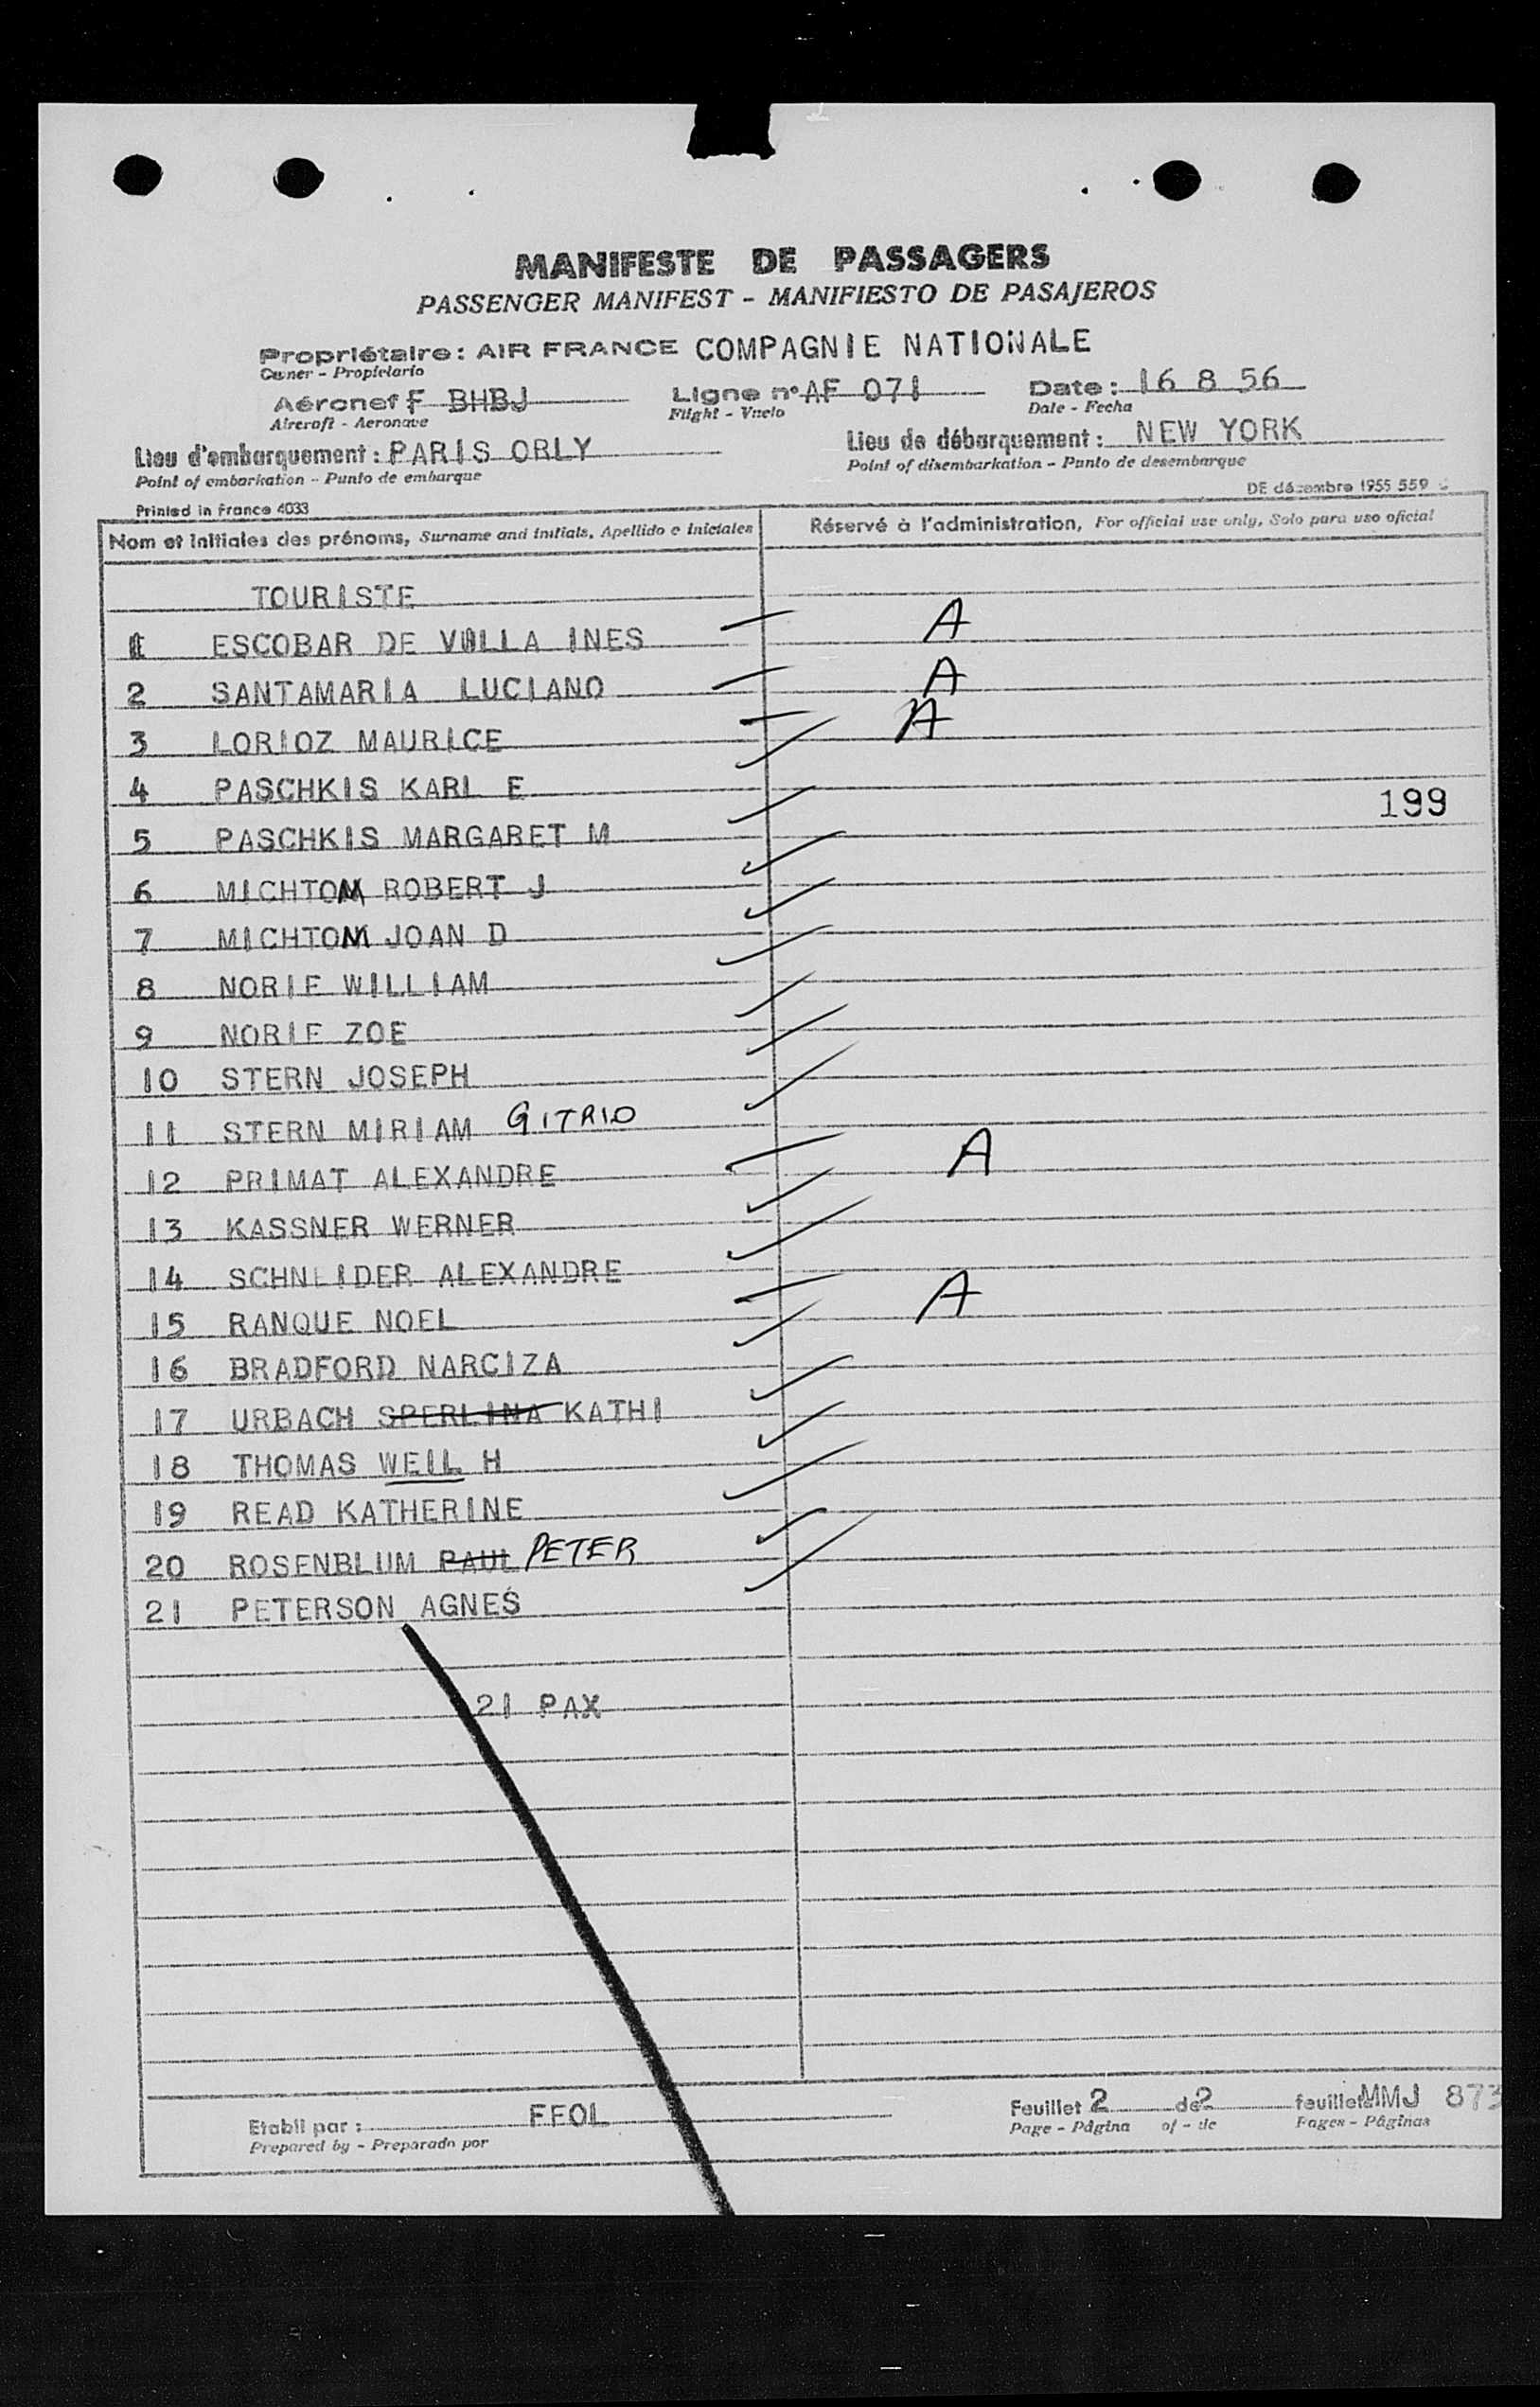 MANIFESTE DE PASSAGERS
PASSENGER MANIFEST - MANIFIESTO DE PASAJEROS
Propriétaire : AIR FRANCE COMPAGNIE NATIONALE
Owner - Propietario
Aéronef F BHBJ Ligne n° AF 071 Date : 16 8 56
Aircraft - Aeronave Flight - Vuelo Date - Fecha
Lieu d'embarquement : PARIS ORLY Lieu de débarquement : NEW YORK
Point of embarkation - Punto de embarque Point of disembarkation - Punto de desembarque
Printed in France 4033 DE décembre 1955 559
Nom et initiales des prénoms, Surname and initials, Apellido e iniciales Réservé à l'administration, For official use only, Solo para uso oficial
TOURISTE
1 ESCOBAR DE VILLA INES A
2 SANTAMARIA LUCIANO A
3 LORIOZ MAURICE A
4 PASCHKIS KARL E
199
5 PASCHKIS MARGARET M
6 MICHTOM ROBERT J
7 MICHTOM JOAN D
8 NORIE WILLIAM
9 NORIE ZOE
10 STERN JOSEPH
11 STERN MIRIAM
12 PRIMAT ALEXANDRE A
13 KASSNER WERNER
14 SCHNEIDER ALEXANDRE
15 RANQUE NOEL A
16 BRADFORD NARCIZA
17 URBACH SPERLINA KATHI
18 THOMAS WEIL H
19 READ KATHERINE
20 ROSENBLUM PAUL PETER
21 PETERSON AGNES
21 PAX
Etabli par : FFOL Feuillet 2 de 2 feuillets MMJ 873
Prepared by - Preparado por Page - Página of - de Pages - Páginas